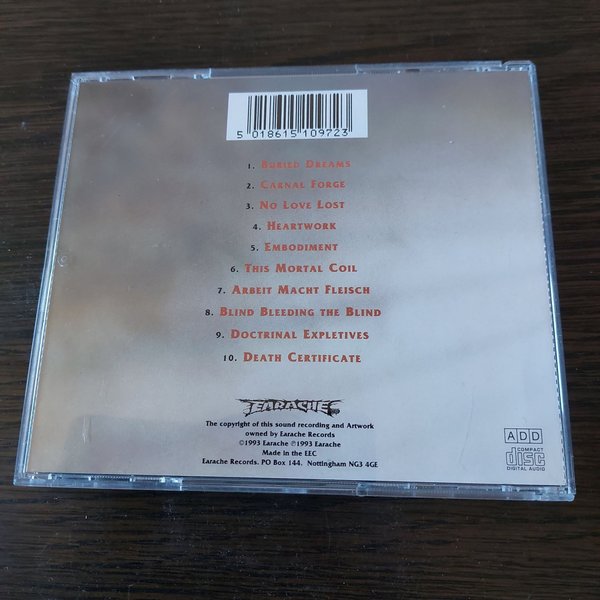 5 018615 109723
1. Buried Dreams
2. Carnal Forge
3. No Love Lost
4. Heartwork
5. Embodiment
6. This Mortal Coil
7. Arbeit Macht Fleisch
8. Blind Bleeding the Blind
9. Doctrinal Expletives
10. Death Certificate
EARACHE
The copyright of this sound recording and Artwork
owned by Earache Records
©1993 Earache ℗1993 Earache
Made in the EEC
Earache Records. PO Box 144. Nottingham NG3 4GE
ADD
COMPACT
disc
DIGITAL AUDIO